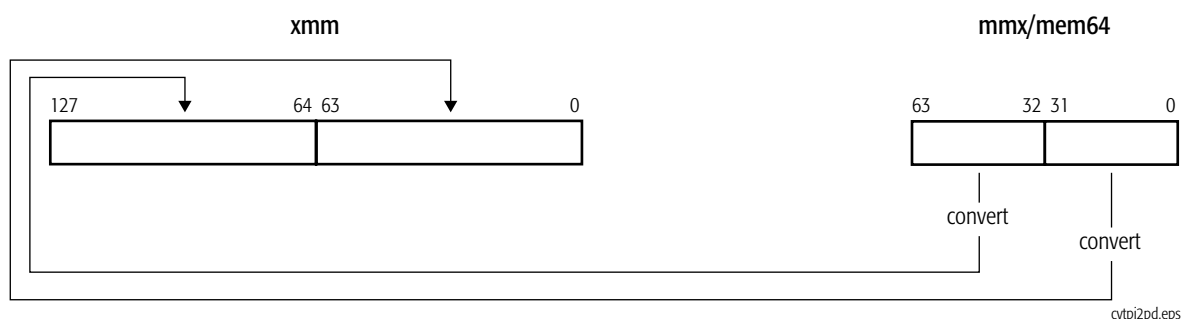 xmm mmx/mem64
127 64 63 0 63 32 31 0
convert
convert
cvtpi2pd.eps